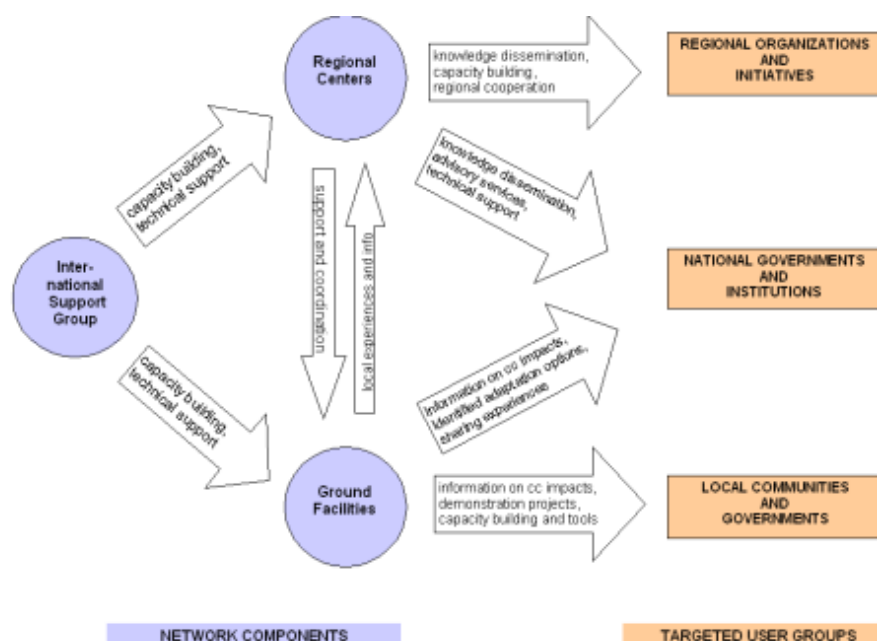 Regional
Centers
knowledge dissemination,
capacity building,
regional cooperation
REGIONAL ORGANIZATIONS
AND
INITIATIVES
capacity building,
technical support
knowledge dissemination,
advisory services,
technical support
support and coordination
local experiences and info
Inter-
national
Support
Group
NATIONAL GOVERNMENTS
AND
INSTITUTIONS
capacity building,
technical support
information on cc impacts,
Identified adaptation options,
sharing experiences
Ground
Facilities
information on cc impacts,
demonstration projects,
capacity building and tools
LOCAL COMMUNITIES
AND
GOVERNMENTS
NETWORK COMPONENTS
TARGETED USER GROUPS